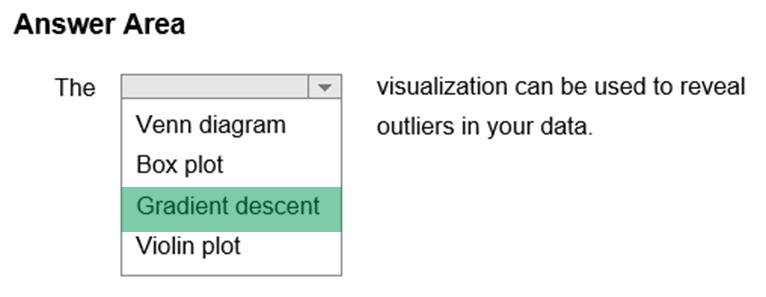 Answer Area
The
visualization can be used to reveal
outliers in your data.
Venn diagram
Box plot
Gradient descent
Violin plot